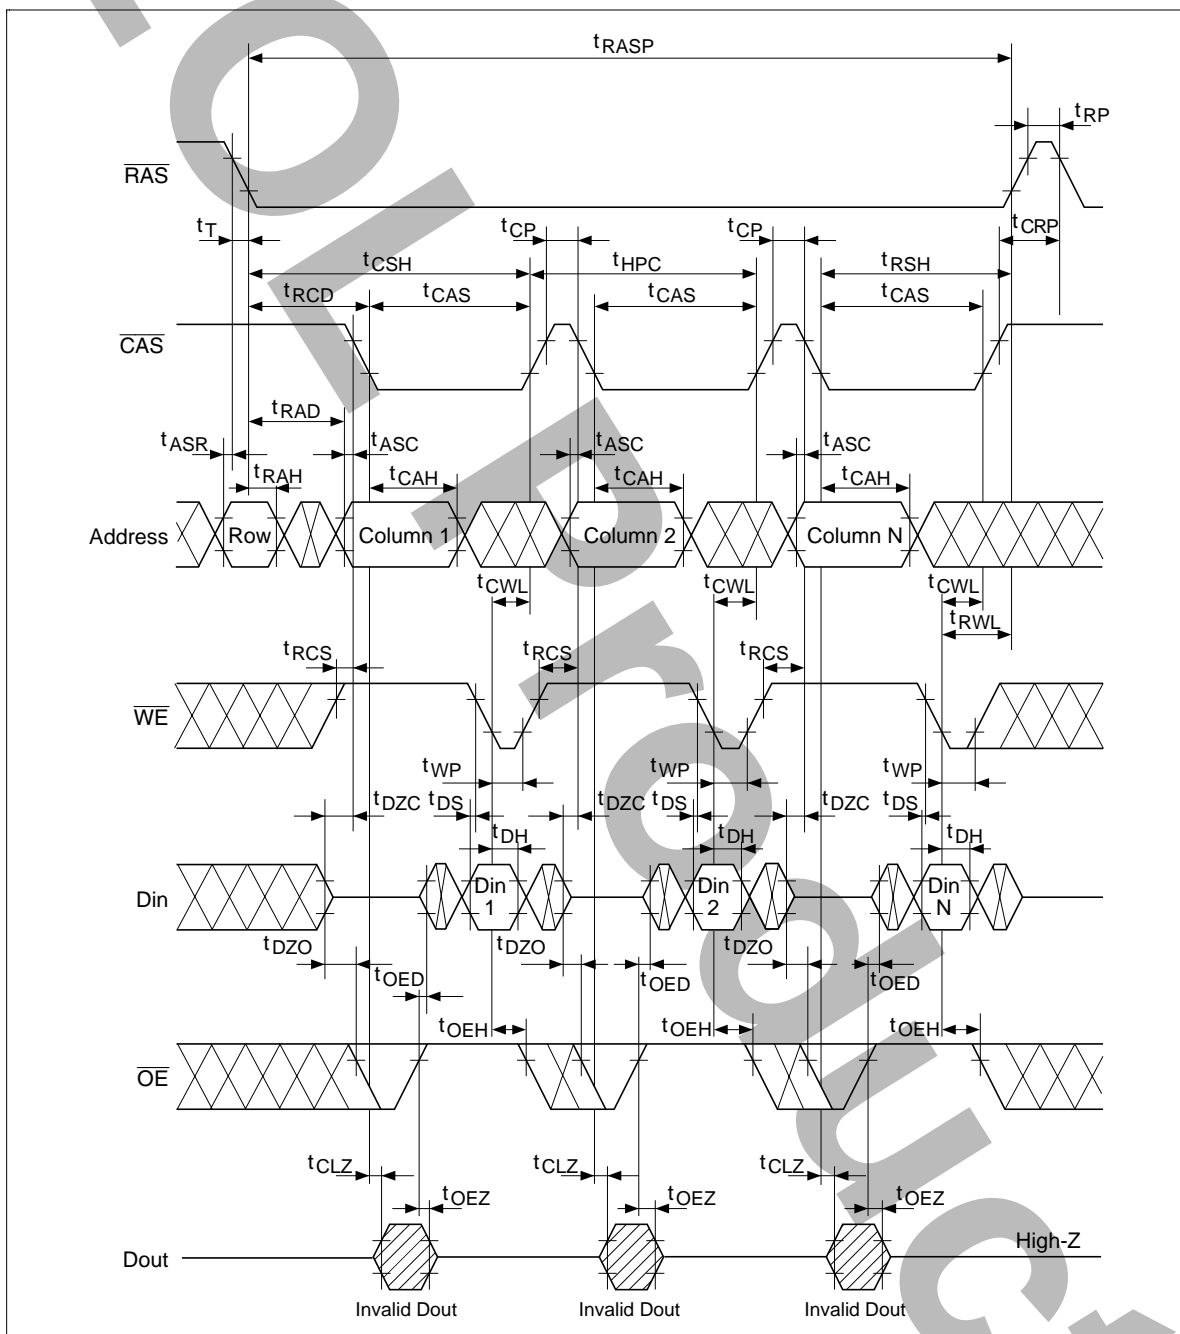 tRASP
tRP
RAS
tT
tCP
tCP
tCRP
tCSH
tHPC
tRSH
tRCD
tCAS
tCAS
tCAS
CAS
tRAD
tASR
tASC
tASC
tASC
tRAH
tCAH
tCAH
tCAH
Address
Row
Column 1
Column 2
Column N
tCWL
tCWL
tCWL
tRWL
tRCS
tRCS
tRCS
WE
tWP
tWP
tWP
tDZC
tDS
tDZC
tDS
tDZC
tDS
tDH
tDH
tDH
Din
Din 1
Din 2
Din N
tDZO
tDZO
tDZO
tOED
tOED
tOED
tOEH
tOEH
tOEH
OE
tCLZ
tCLZ
tCLZ
tOEZ
tOEZ
tOEZ
Dout
High-Z
Invalid Dout
Invalid Dout
Invalid Dout
OL Product